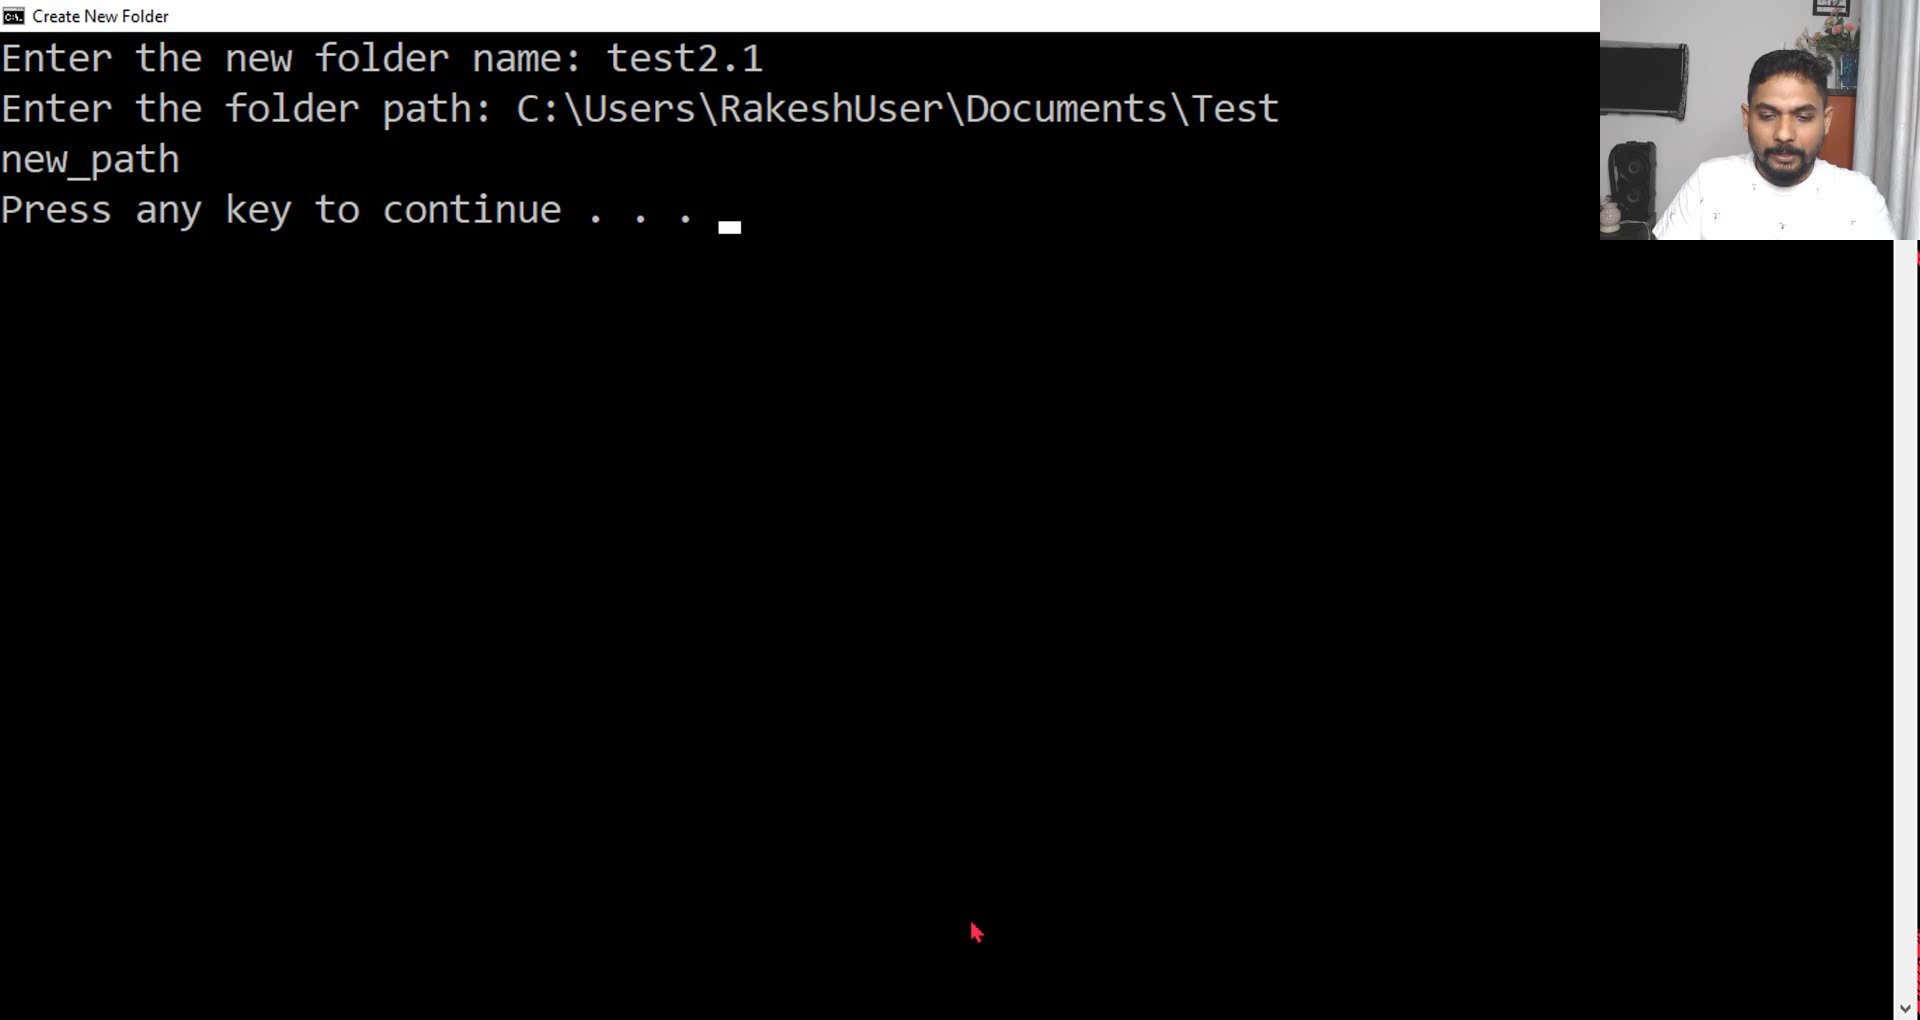 Create New Folder
Enter the new folder name: test2.1
Enter the folder path: C:\Users\RakeshUser\Documents\Test
new_path
Press any key to continue . . .